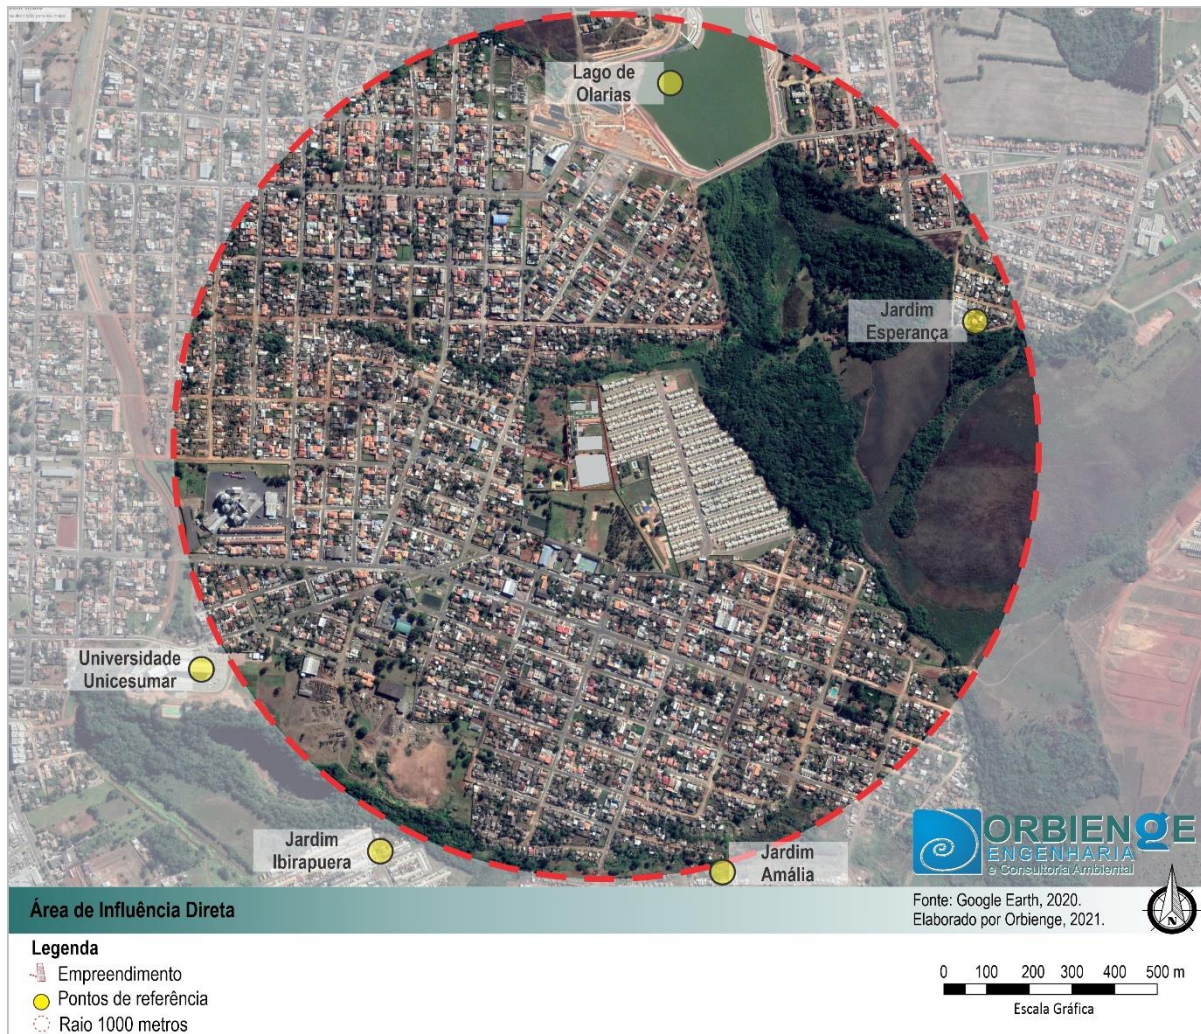 Lago de
Olarias
Jardim
Esperança
Universidade
Unicesumar
Jardim
Ibirapuera
Jardim
Amália
ORBIENGE
ENGENHARIA
e Consultoria Ambiental
Área de Influência Direta
Fonte: Google Earth, 2020.
Elaborado por Orbienge, 2021.
N
Legenda
Empreendimento
Pontos de referência
Raio 1000 metros
0 100 200 300 400 500 m
Escala Gráfica